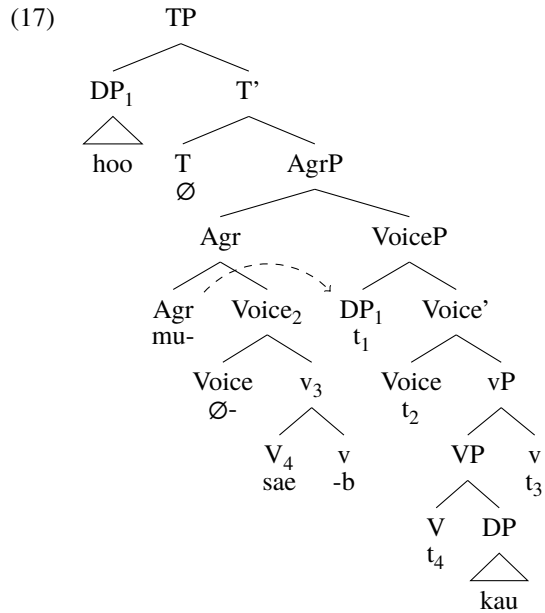 (17) TP
DP₁ T’
hoo T AgrP
∅
Agr VoiceP
Agr Voice₂ DP₁ Voice’
mu- t₁
Voice v₃ Voice vP
∅- t₂
V₄ v VP v
sae -b t₃
V DP
t₄
kau